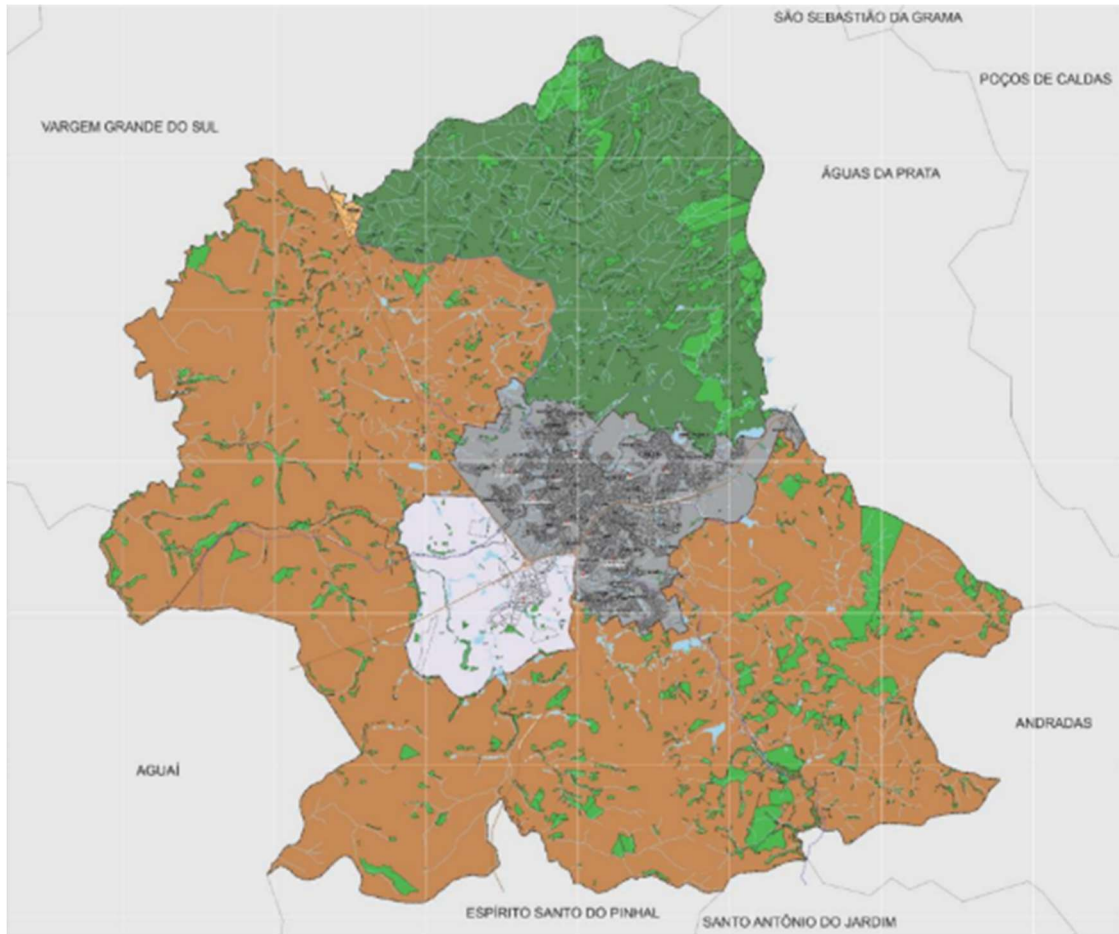 SÃO SEBASTIÃO DA GRAMA
POÇOS DE CALDAS
VARGEM GRANDE DO SUL
ÁGUAS DA PRATA
ANDRADAS
AGUAÍ
ESPÍRITO SANTO DO PINHAL
SANTO ANTÔNIO DO JARDIM